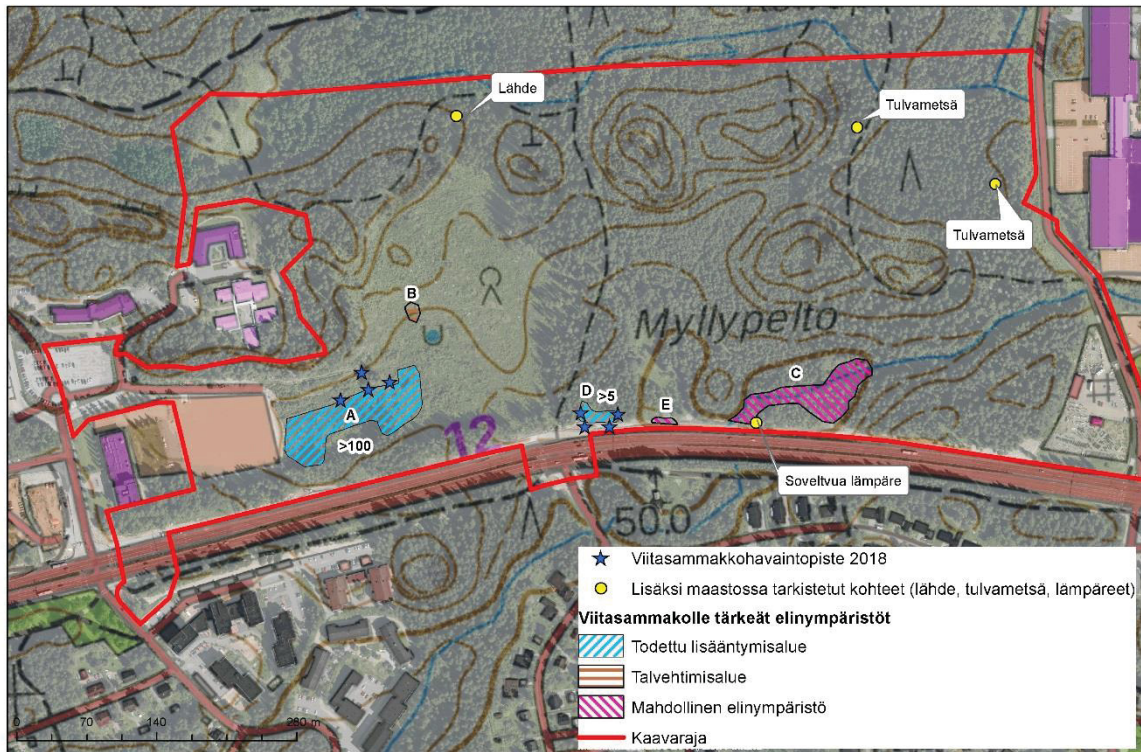 Lähde
Tulvametsä
Tulvametsä
B
Myllypelto
C
D
>5
E
A
>100
12
Soveltvua lämpäre
50.0
Viitasammakkohavaintopiste 2018
Lisäksi maastossa tarkistetut kohteet (lähde, tulvametsä, lämpäreet)
Viitasammakolle tärkeät elinympäristöt
Todettu lisääntymisalue
Talvehtimisalue
Mahdollinen elinympäristö
Kaavaraja
0 70 140 280 m